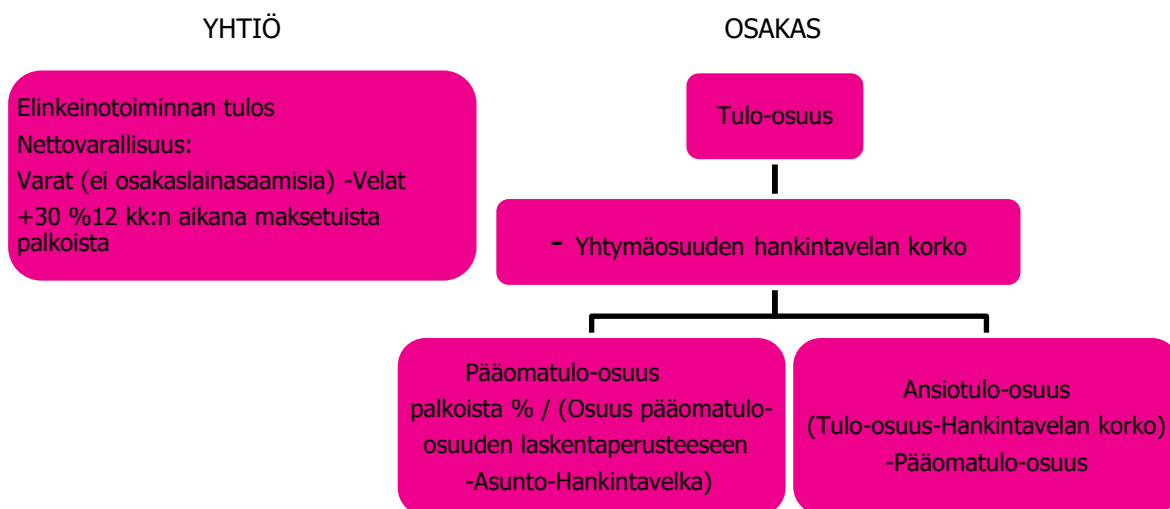 YHTIÖ
OSAKAS
Elinkeinotoiminnan tulos
Nettovarallisuus:
Varat (ei osakaslainasaamisia) -Velat
+30 %12 kk:n aikana maksetuista
palkoista
Tulo-osuus
- Yhtymäosuuden hankintavelan korko
Pääomatulo-osuus
palkoista % / (Osuus pääomatulo-
osuuden laskentaperusteeseen
-Asunto-Hankintavelka)
Ansiotulo-osuus
(Tulo-osuus-Hankintavelan korko)
-Pääomatulo-osuus